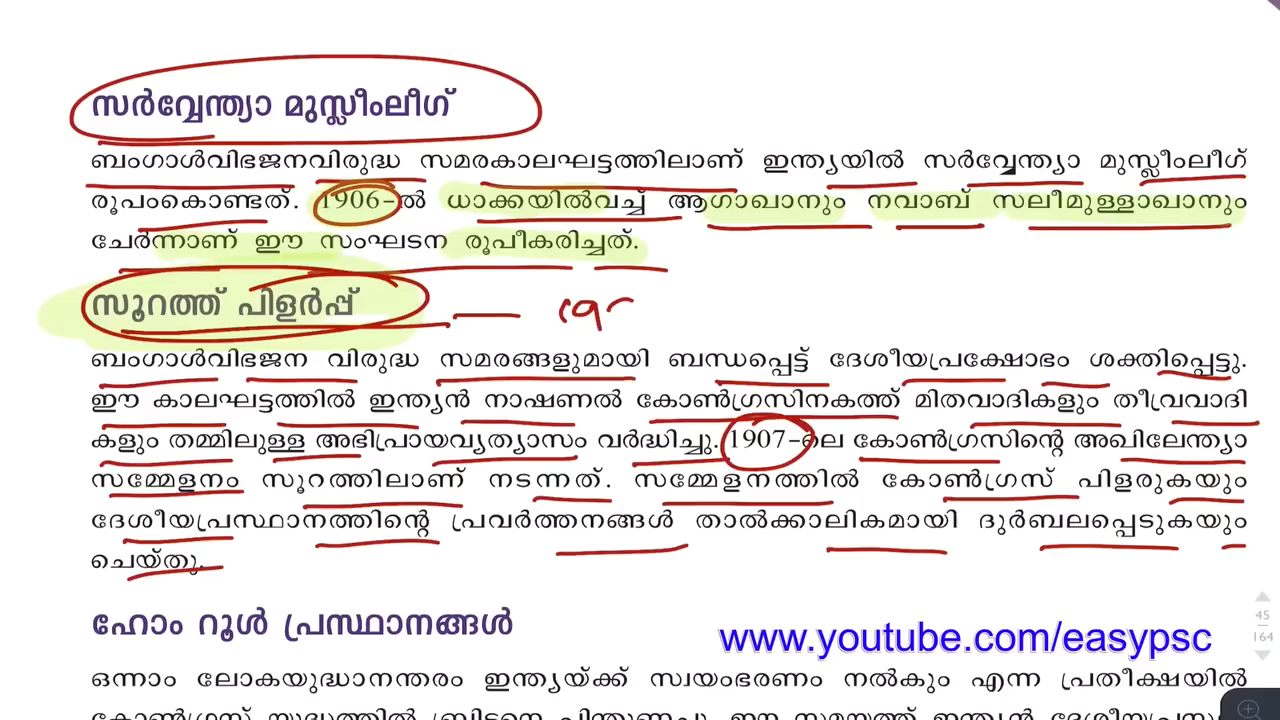 സർവ്വേന്ത്യാ മുസ്ലീംലീഗ്
ബംഗാൾവിഭജനവിരുദ്ധ സമരകാലഘട്ടത്തിലാണ് ഇന്ത്യയിൽ സർവ്വേന്ത്യാ മുസ്ലീംലീഗ്
രൂപംകൊണ്ടത്. 1906-ൽ ധാക്കയിൽവച്ച് ആഗാഖാനും നവാബ് സലീമുള്ളാഖാനും
ചേർന്നാണ് ഈ സംഘടന രൂപീകരിച്ചത്.
സൂറത്ത് പിളർപ്പ്
ബംഗാൾവിഭജന വിരുദ്ധ സമരങ്ങളുമായി ബന്ധപ്പെട്ട് ദേശീയപ്രക്ഷോഭം ശക്തിപ്പെട്ടു.
ഈ കാലഘട്ടത്തിൽ ഇന്ത്യൻ നാഷണൽ കോൺഗ്രസിനകത്ത് മിതവാദികളും തീവ്രവാദി
കളും തമ്മിലുള്ള അഭിപ്രായവ്യത്യാസം വർദ്ധിച്ചു. 1907-ലെ കോൺഗ്രസിന്റെ അഖിലേന്ത്യാ
സമ്മേളനം സൂറത്തിലാണ് നടന്നത്. സമ്മേളനത്തിൽ കോൺഗ്രസ് പിളരുകയും
ദേശീയപ്രസ്ഥാനത്തിന്റെ പ്രവർത്തനങ്ങൾ താൽക്കാലികമായി ദുർബലപ്പെടുകയും
ചെയ്തു.
ഹോം റൂൾ പ്രസ്ഥാനങ്ങൾ
www.youtube.com/easypsc
ഒന്നാം ലോകയുദ്ധാനന്തരം ഇന്ത്യയ്ക്ക് സ്വയംഭരണം നൽകും എന്ന പ്രതീക്ഷയിൽ
45
164